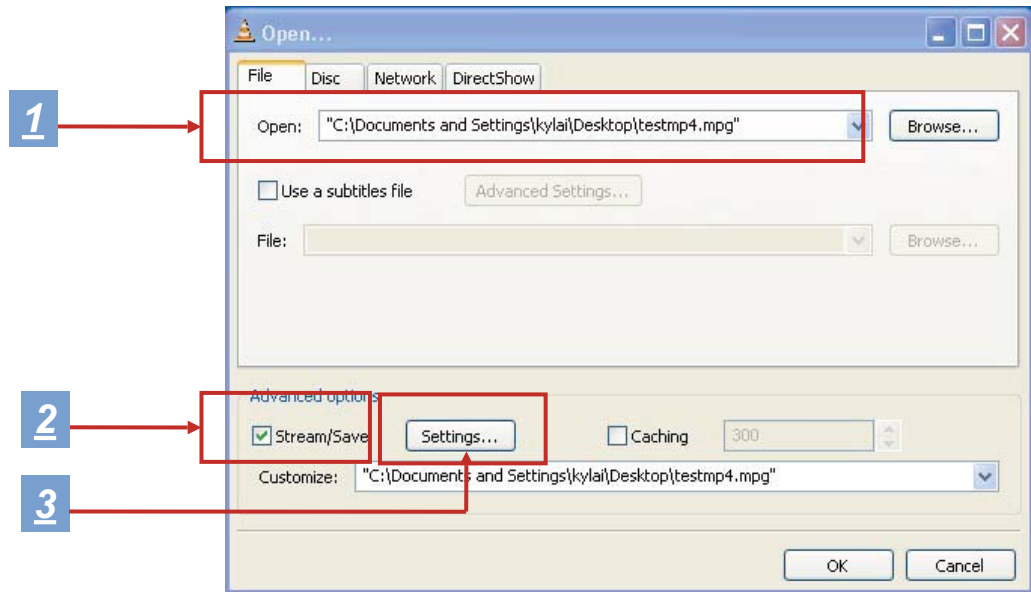 Open...
File Disc Network DirectShow
1
Open: "C:\Documents and Settings\kylai\Desktop\testmp4.mpg" Browse...
Use a subtitles file Advanced Settings...
File: Browse...
Advanced options
2
Stream/Save Settings... Caching 300
Customize: "C:\Documents and Settings\kylai\Desktop\testmp4.mpg"
3
OK Cancel